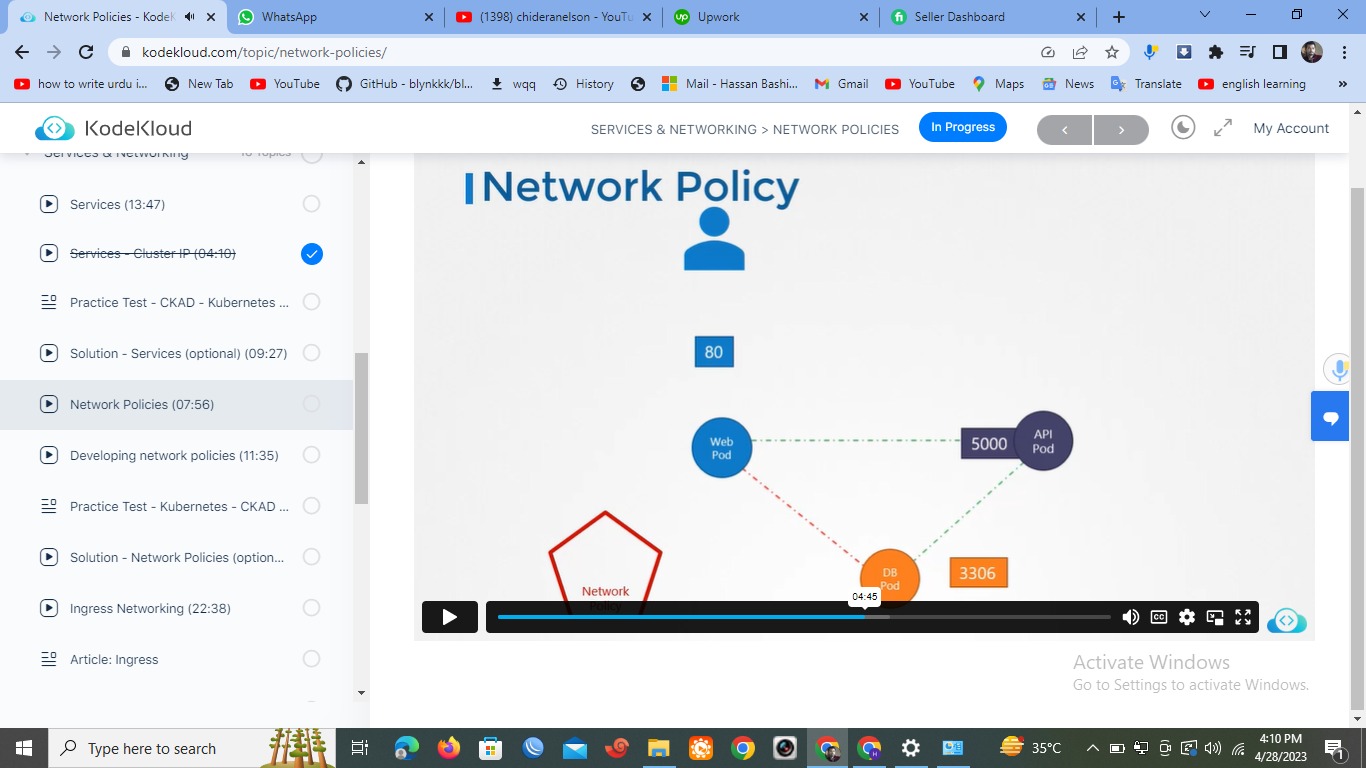 Network Policies - KodeK
WhatsApp
(1398) chideranelson - YouTu
Upwork
Seller Dashboard
kodekloud.com/topic/network-policies/
how to write urdu i...
New Tab
YouTube
GitHub - blynkkk/bl...
wqq
History
Mail - Hassan Bashi...
Gmail
YouTube
Maps
News
Translate
english learning
»
KodeKloud
SERVICES & NETWORKING > NETWORK POLICIES
In Progress
My Account
Services & Networking
Topics
Services (13:47)
Services - Cluster IP (04:10)
Practice Test - CKAD - Kubernetes ...
Solution - Services (optional) (09:27)
Network Policies (07:56)
Developing network policies (11:35)
Practice Test - Kubernetes - CKAD ...
Solution - Network Policies (option...
Ingress Networking (22:38)
Article: Ingress
Network Policy
80
Web
Pod
5000
API
Pod
DB
Pod
3306
Network
Policy
04:45
CC
Activate Windows
Go to Settings to activate Windows.
Type here to search
35°C
4:10 PM
4/28/2023
1